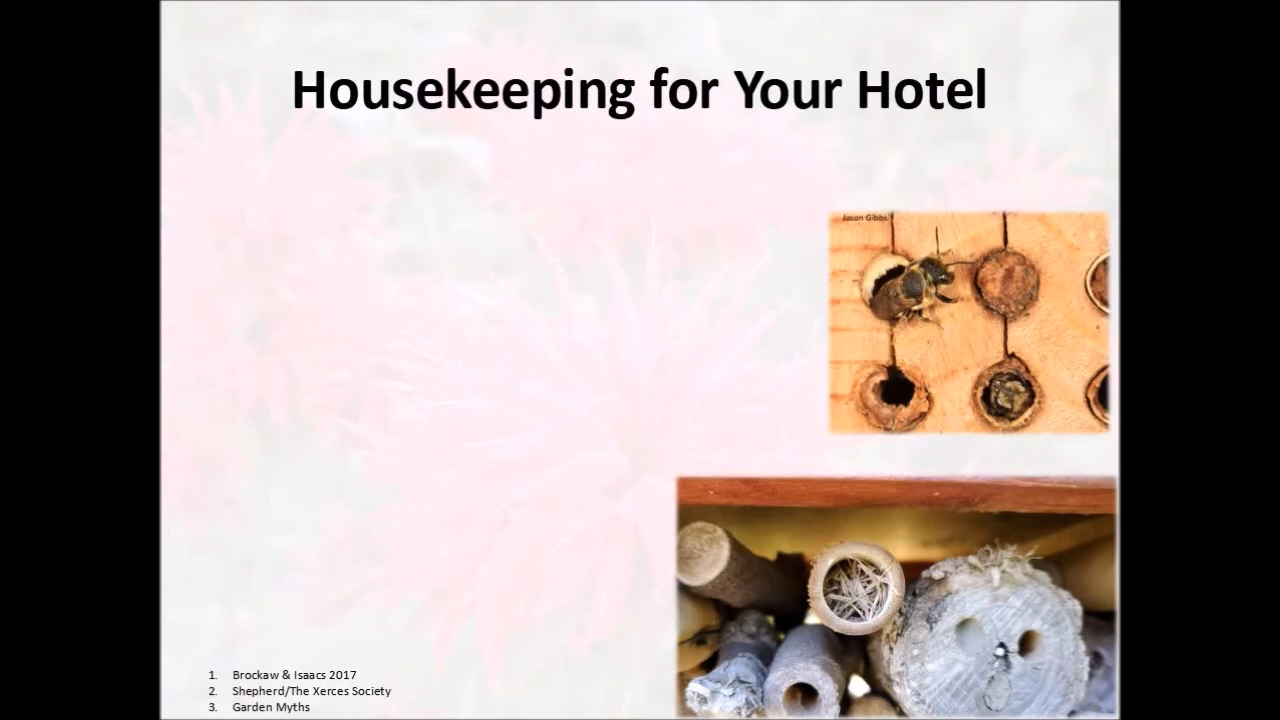 Housekeeping for Your Hotel
Jason Gibbs
1. Brockaw & Isaacs 2017
2. Shepherd/The Xerces Society
3. Garden Myths